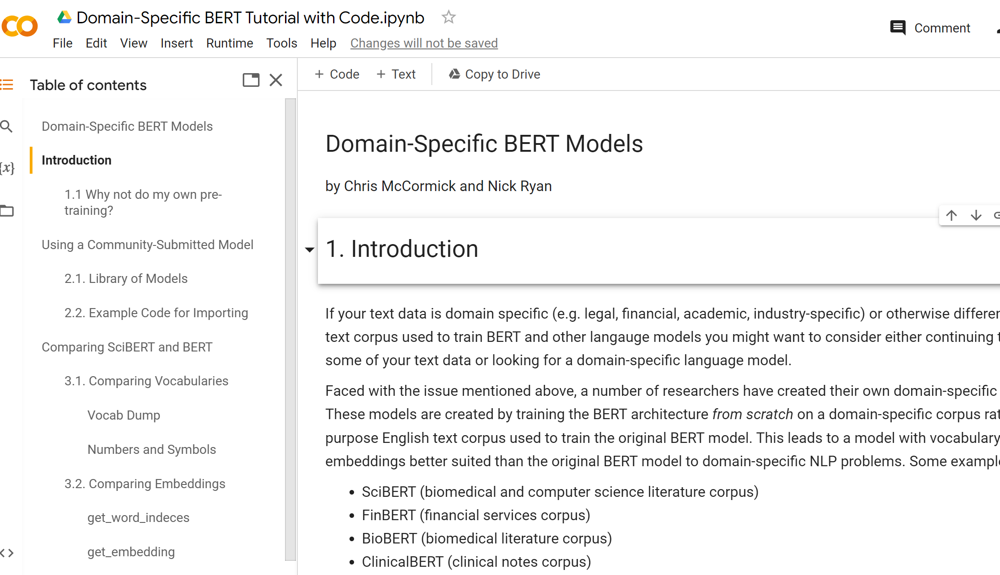 Domain-Specific BERT Tutorial with Code.ipynb
File Edit View Insert Runtime Tools Help Changes will not be saved
Comment
Table of contents
Domain-Specific BERT Models
Introduction
1.1 Why not do my own pre-
training?
Using a Community-Submitted Model
2.1. Library of Models
2.2. Example Code for Importing
Comparing SciBERT and BERT
3.1. Comparing Vocabularies
Vocab Dump
Numbers and Symbols
3.2. Comparing Embeddings
get_word_indeces
get_embedding
+ Code + Text Copy to Drive
Domain-Specific BERT Models
by Chris McCormick and Nick Ryan
1. Introduction
If your text data is domain specific (e.g. legal, financial, academic, industry-specific) or otherwise
text corpus used to train BERT and other langauge models you might want to consider either continuing
some of your text data or looking for a domain-specific language model.
Faced with the issue mentioned above, a number of researchers have created their own domain-specific
These models are created by training the BERT architecture from scratch on a domain-specific corpus
purpose English text corpus used to train the original BERT model. This leads to a model with vocabulary
embeddings better suited than the original BERT model to domain-specific NLP problems. Some
• SciBERT (biomedical and computer science literature corpus)
• FinBERT (financial services corpus)
• BioBERT (biomedical literature corpus)
• ClinicalBERT (clinical notes corpus)